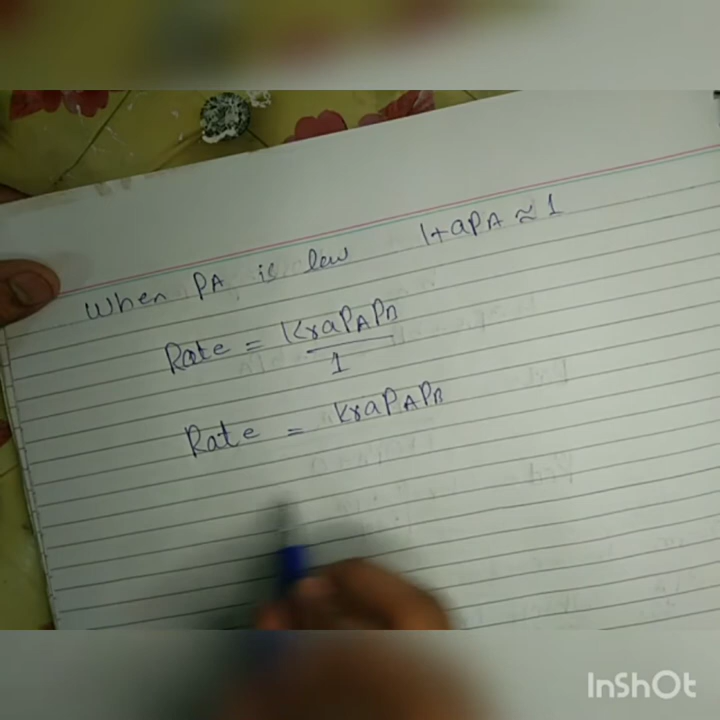 When PA is low 1+aPA ≈ 1
Rate = KraPAPB
1
Rate = KraPAPB
InShOt